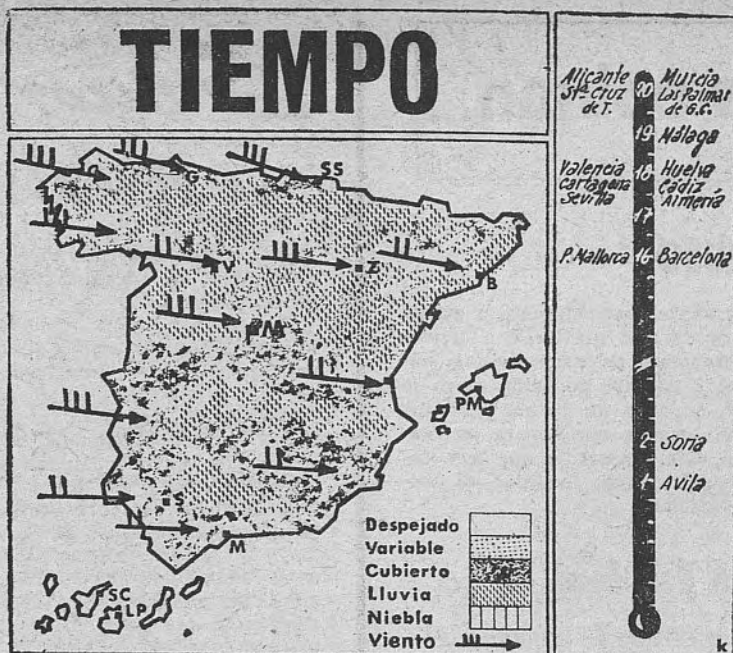 TIEMPO
G
SS
V
Z
B
M
PM
S
M
SC
LP
Despejado
Variable
Cubierto
Lluvia
Niebla
Viento
Alicante
Sta Cruz
de T.
20
Murcia
Las Palmas
de G.C.
19
Málaga
Valencia
Cartagena
Sevilla
18
Huelva
Cádiz
Almería
17
P. Mallorca
16
Barcelona
2
Soria
1
Avila
k